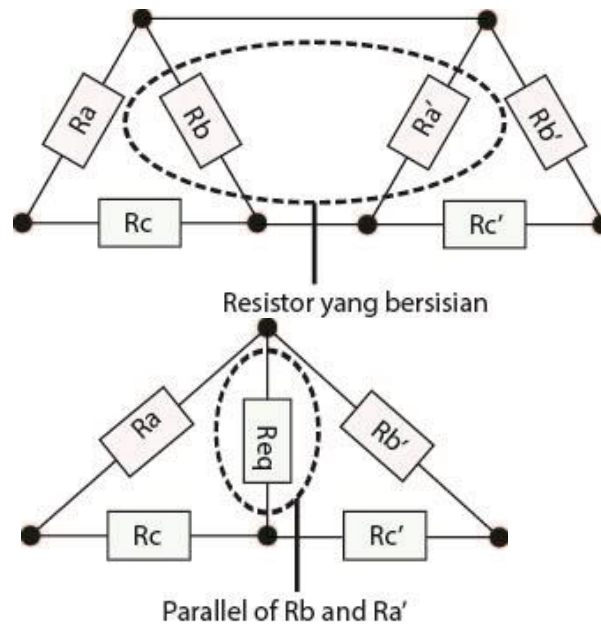 Ra
Rb
Ra'
Rb'
Rc
Rc'
Resistor yang bersisian
Ra
Req
Rb'
Rc
Rc'
Parallel of Rb and Ra'